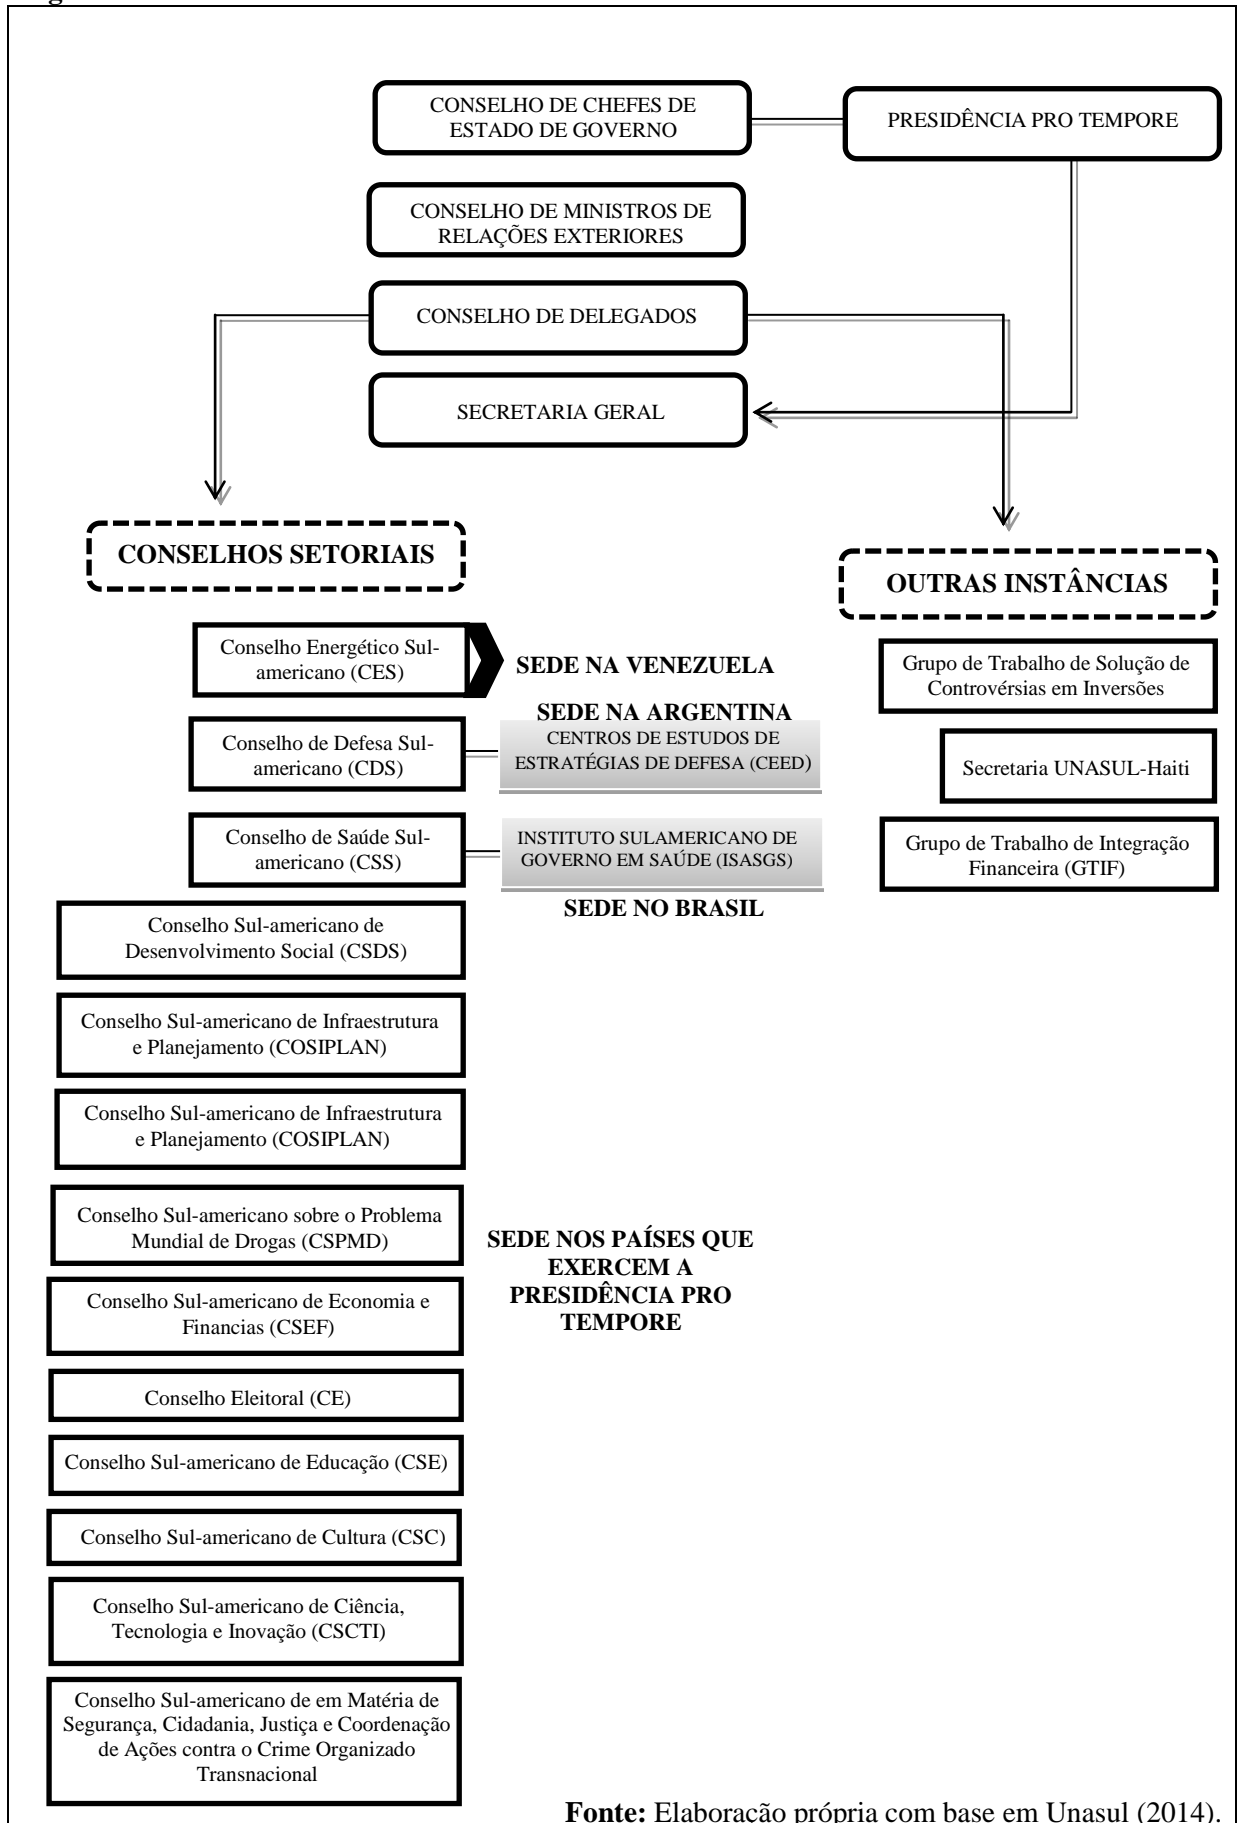 CONSELHO DE CHEFES DE
ESTADO DE GOVERNO
PRESIDÊNCIA PRO TEMPORE
CONSELHO DE MINISTROS DE
RELAÇÕES EXTERIORES
CONSELHO DE DELEGADOS
SECRETARIA GERAL
CONSELHOS SETORIAIS
OUTRAS INSTÂNCIAS
Conselho Energético Sul-
americano (CES)
SEDE NA VENEZUELA
SEDE NA ARGENTINA
Conselho de Defesa Sul-
americano (CDS)
CENTROS DE ESTUDOS DE
ESTRATÉGIAS DE DEFESA (CEED)
Conselho de Saúde Sul-
americano (CSS)
INSTITUTO SULAMERICANO DE
GOVERNO EM SAÚDE (ISASGS)
SEDE NO BRASIL
Grupo de Trabalho de Solução de
Controvérsias em Inversões
Secretaria UNASUL-Haiti
Grupo de Trabalho de Integração
Financeira (GTIF)
Conselho Sul-americano de
Desenvolvimento Social (CSDS)
Conselho Sul-americano de Infraestrutura
e Planejamento (COSIPLAN)
Conselho Sul-americano de Infraestrutura
e Planejamento (COSIPLAN)
Conselho Sul-americano sobre o Problema
Mundial de Drogas (CSPMD)
SEDE NOS PAÍSES QUE
EXERCEM A
PRESIDÊNCIA PRO
TEMPORE
Conselho Sul-americano de Economia e
Financias (CSEF)
Conselho Eleitoral (CE)
Conselho Sul-americano de Educação (CSE)
Conselho Sul-americano de Cultura (CSC)
Conselho Sul-americano de Ciência,
Tecnologia e Inovação (CSCTI)
Conselho Sul-americano de em Matéria de
Segurança, Cidadania, Justiça e Coordenação
de Ações contra o Crime Organizado
Transnacional
Fonte: Elaboração própria com base em Unasul (2014).